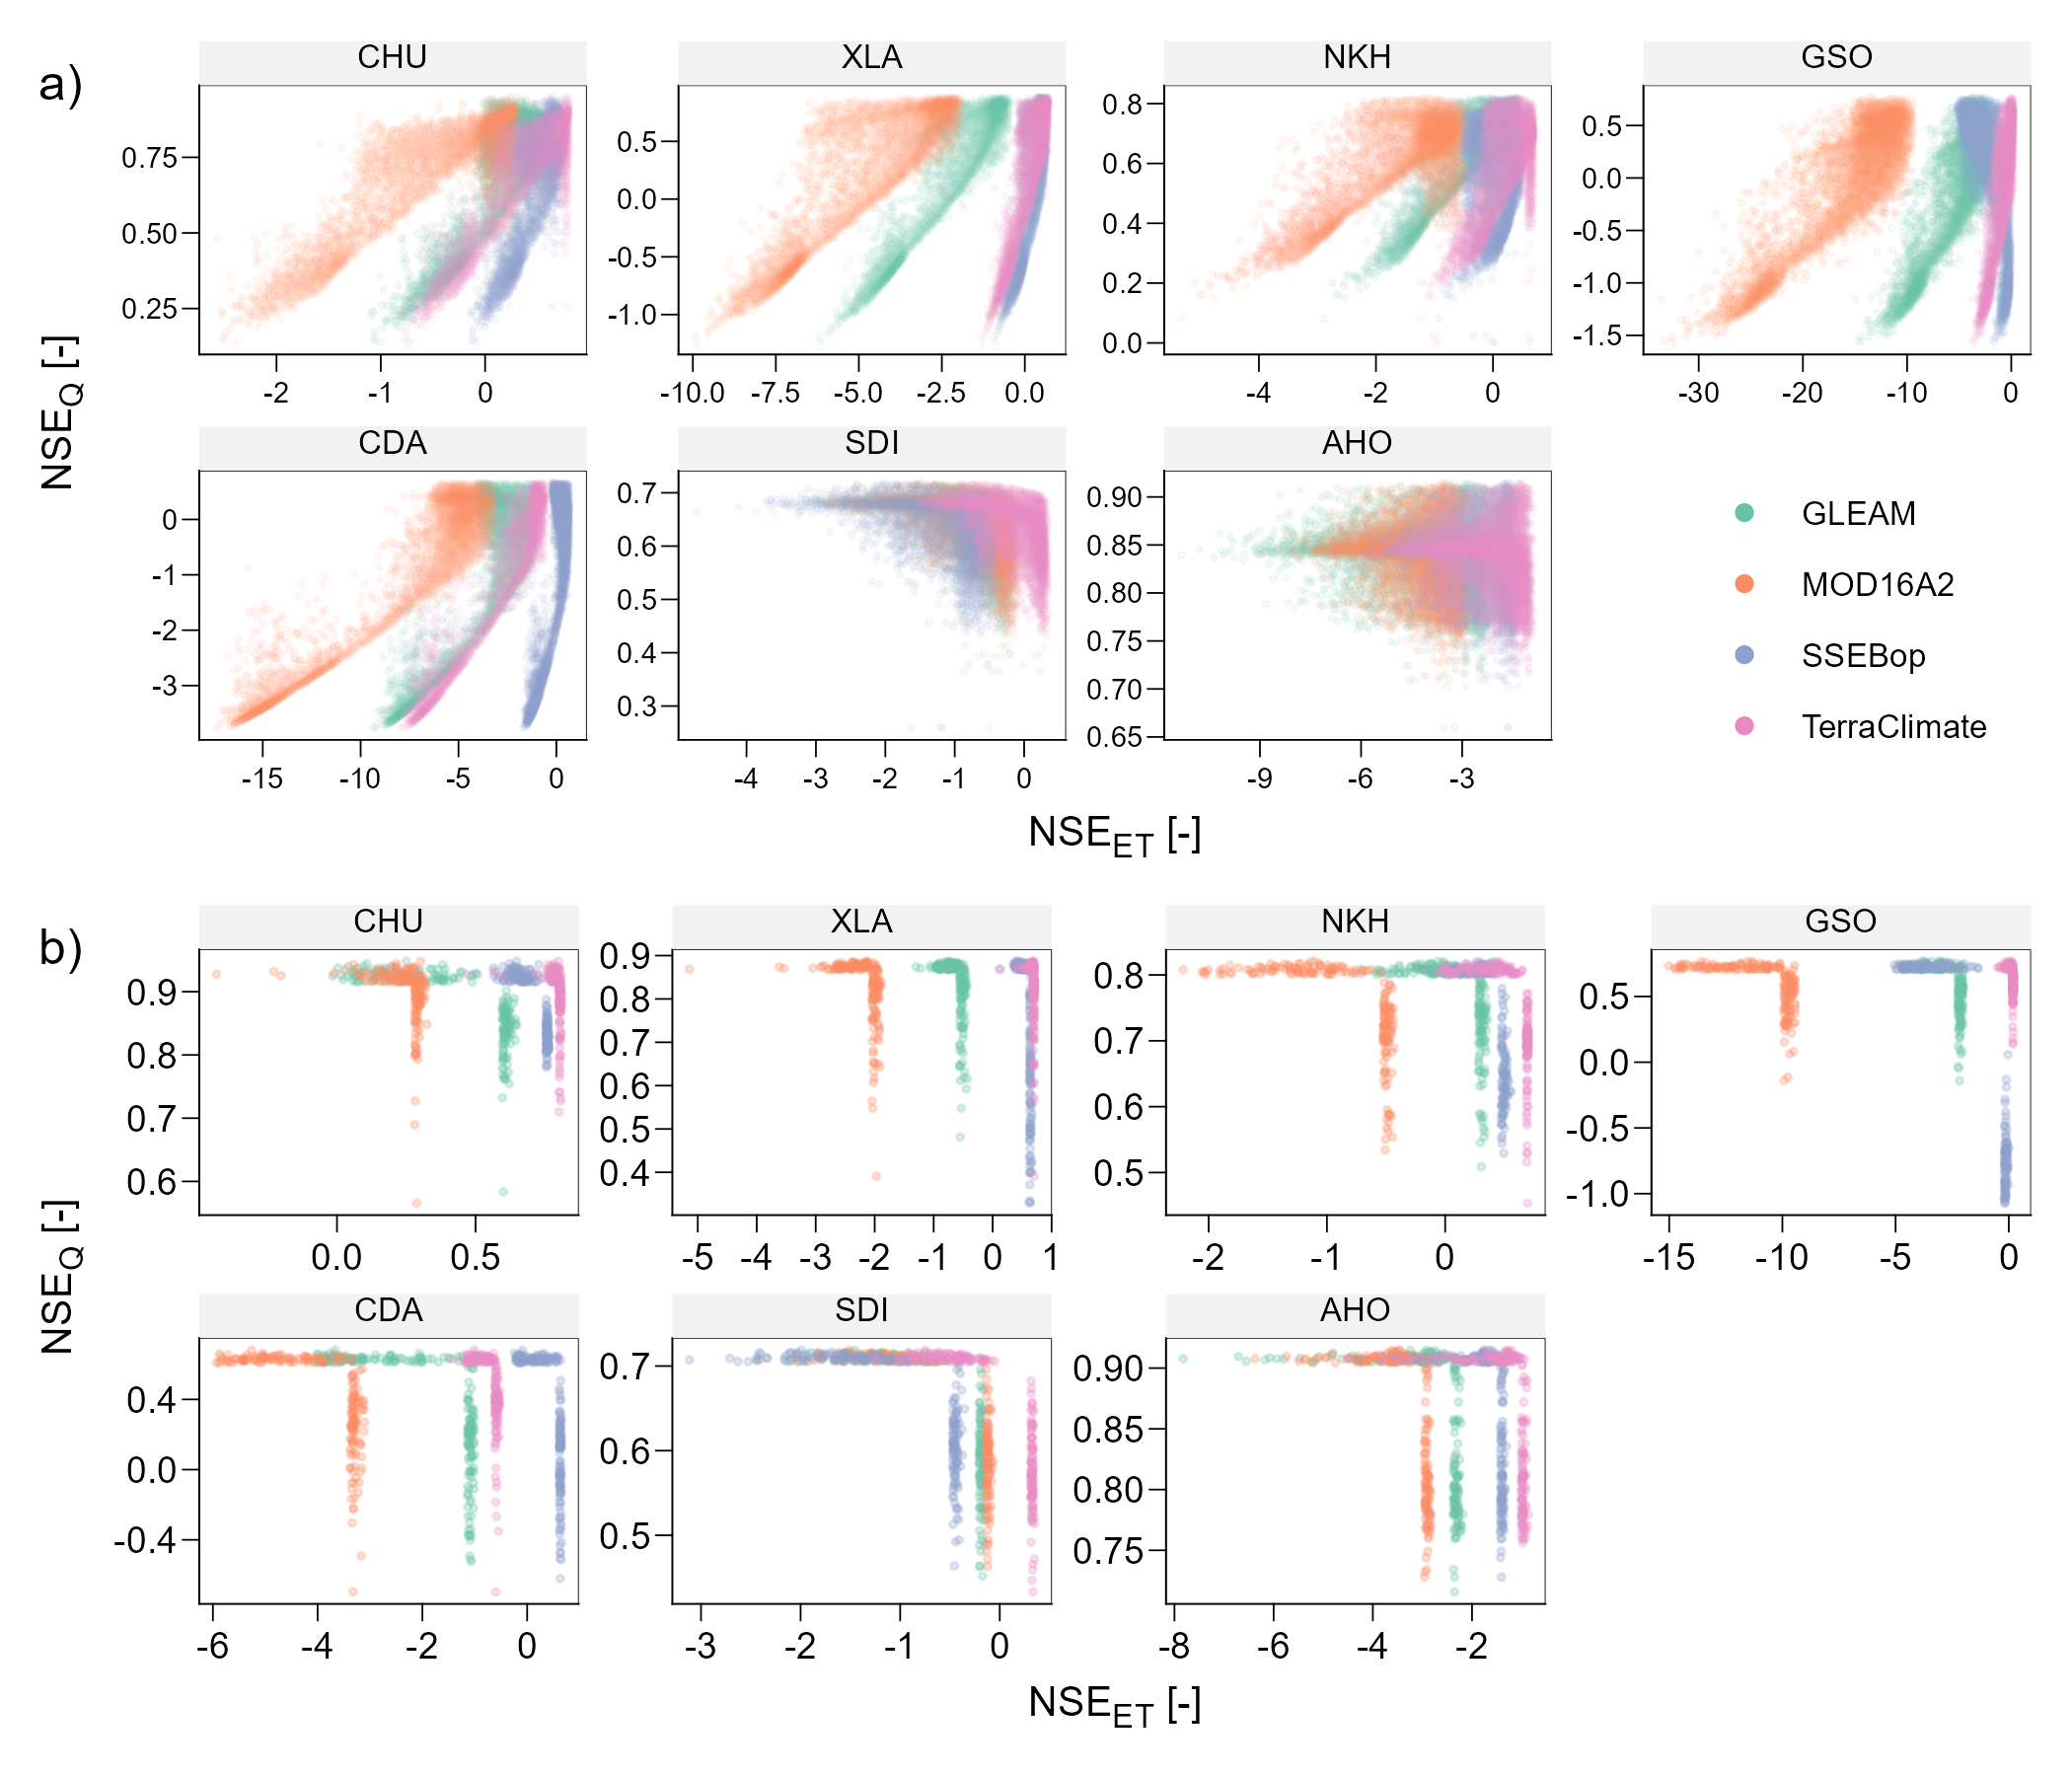 a)
CHU XLA NKH GSO
0.75 0.50 0.25
0.5 0.0 -0.5 -1.0
0.8 0.6 0.4 0.2 0.0
0.5 0.0 -0.5 -1.0 -1.5
-2 -1 0
-10.0 -7.5 -5.0 -2.5 0.0
-4 -2 0
-30 -20 -10 0
NSEQ [-]
CDA SDI AHO
0 -1 -2 -3
0.7 0.6 0.5 0.4 0.3
0.90 0.85 0.80 0.75 0.70 0.65
-15 -10 -5 0
-4 -3 -2 -1 0
-9 -6 -3
GLEAM
MOD16A2
SSEBop
TerraClimate
NSEET [-]
b)
CHU XLA NKH GSO
0.9 0.8 0.7 0.6
0.9 0.8 0.7 0.6 0.5 0.4
0.8 0.7 0.6 0.5
0.5 0.0 -0.5 -1.0
0.0 0.5
-5 -4 -3 -2 -1 0 1
-2 -1 0
-15 -10 -5 0
NSEQ [-]
CDA SDI AHO
0.4 0.0 -0.4
0.7 0.6 0.5
0.90 0.85 0.80 0.75
-6 -4 -2 0
-3 -2 -1 0
-8 -6 -4 -2
NSEET [-]